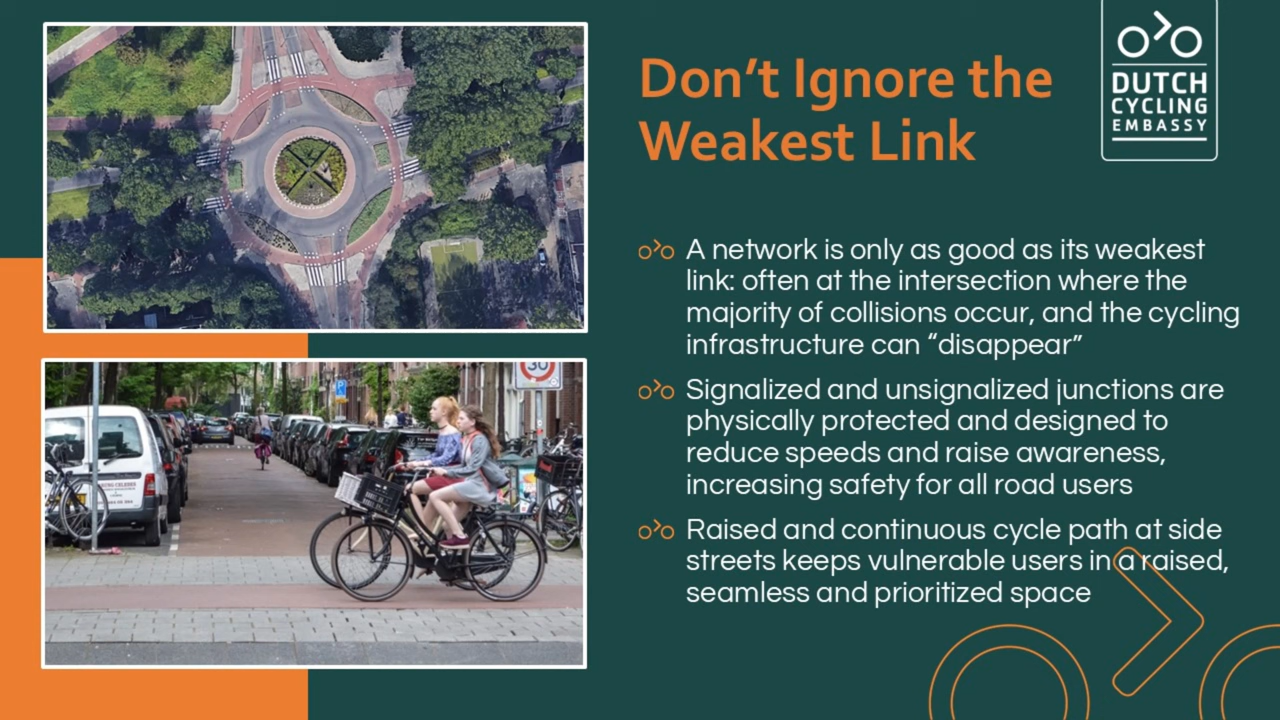 Don't Ignore the
Weakest Link
DUTCH
CYCLING
EMBASSY
A network is only as good as its weakest
link: often at the intersection where the
majority of collisions occur, and the cycling
infrastructure can “disappear”
Signalized and unsignalized junctions are
physically protected and designed to
reduce speeds and raise awareness,
increasing safety for all road users
Raised and continuous cycle path at side
streets keeps vulnerable users in a raised,
seamless and prioritized space
30
P